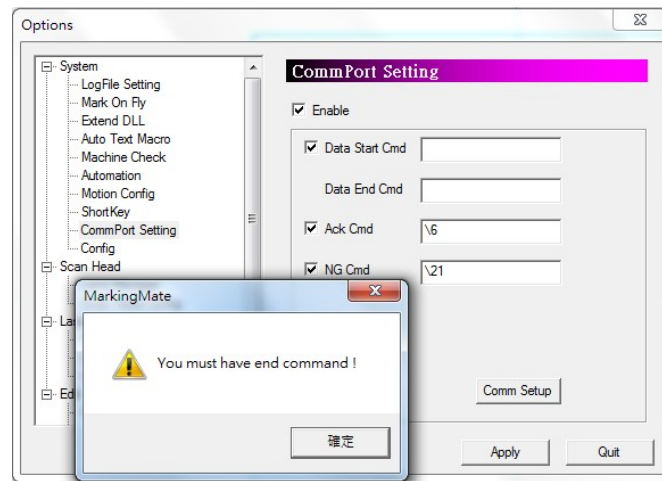 Options
System
LogFile Setting
Mark On Fly
Extend DLL
Auto Text Macro
Machine Check
Automation
Motion Config
ShortKey
CommPort Setting
Config
Scan Head
CommPort Setting
Enable
Data Start Cmd
Data End Cmd
Ack Cmd \6
NG Cmd \21
Comm Setup
Apply Quit
MarkingMate
You must have end command !
確定